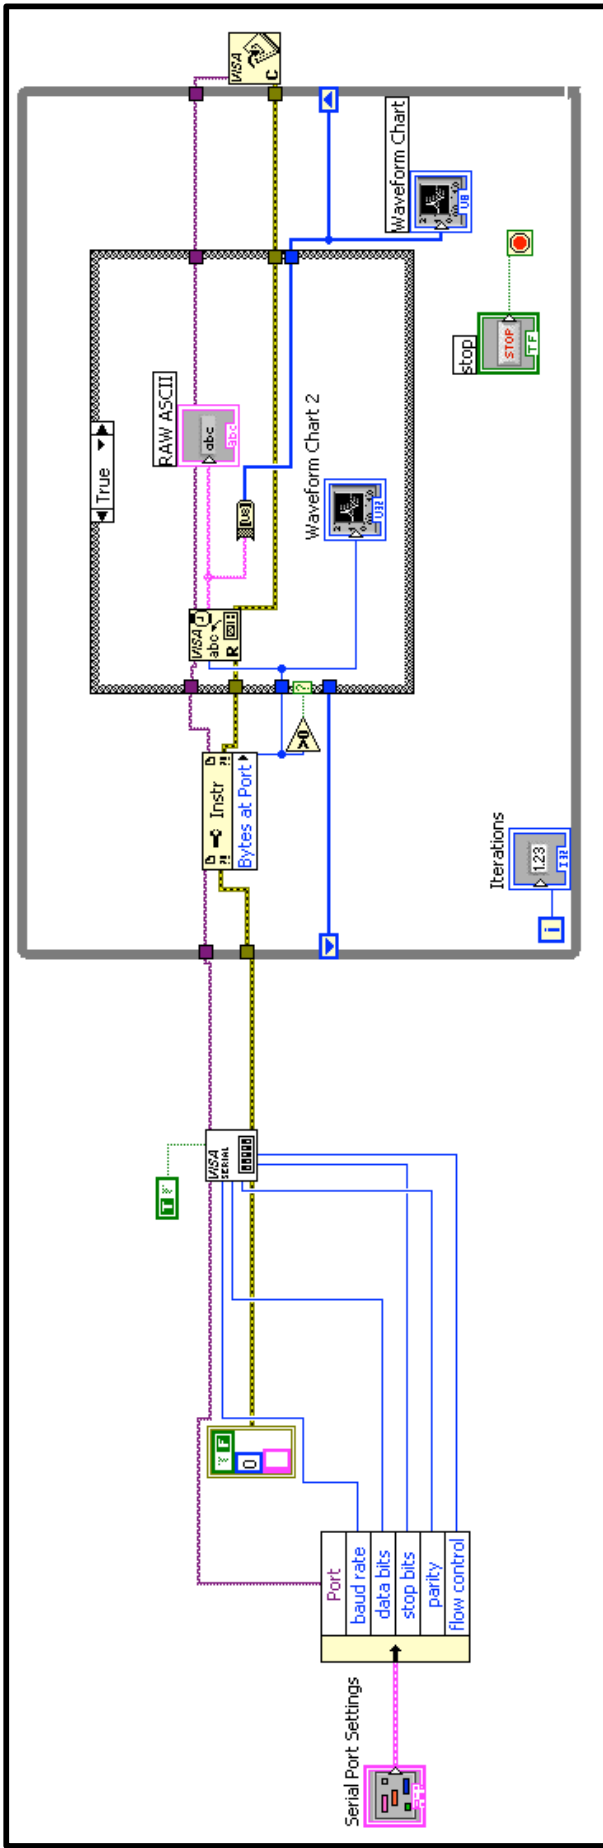 Serial Port Settings
Port
baud rate
data bits
stop bits
parity
flow control
T
F
0
VISA
SERIAL
Instr
Bytes at Port
>0
?
True
VISA
abc
R
RAW ASCII
abc
abc
[U8]
Waveform Chart 2
U32
Waveform Chart
U8
VISA
C
Iterations
1.23
I32
i
stop
STOP
TF